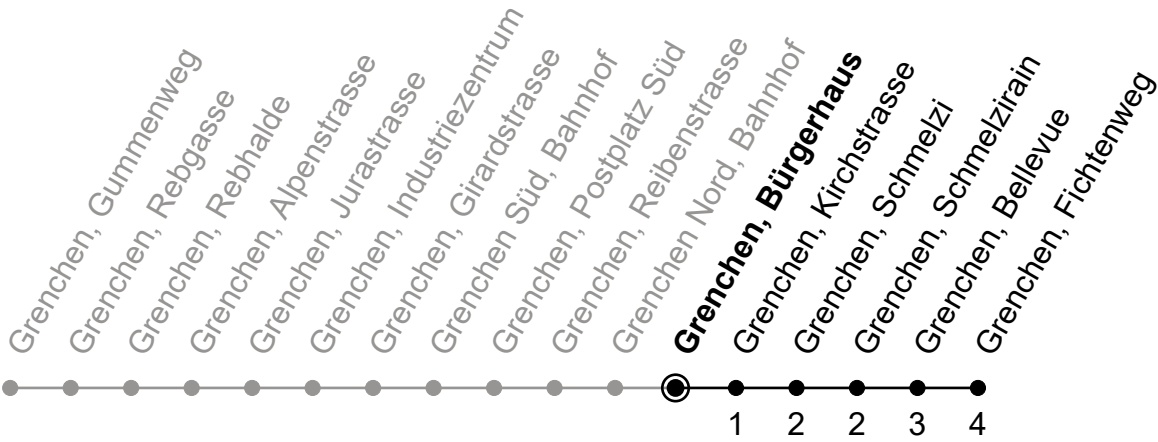 Grenchen, Gummenweg
Grenchen, Rebgasse
Grenchen, Rebhalde
Grenchen, Alpenstrasse
Grenchen, Jurastrasse
Grenchen, Industriezentrum
Grenchen, Girardstrasse
Grenchen Süd, Bahnhof
Grenchen, Postplatz Süd
Grenchen, Reibenstrasse
Grenchen Nord, Bahnhof
Grenchen, Bürgerhaus
Grenchen, Kirchstrasse
Grenchen, Schmelzi
Grenchen, Schmelzirain
Grenchen, Bellevue
Grenchen, Fichtenweg
1 2 2 3 4